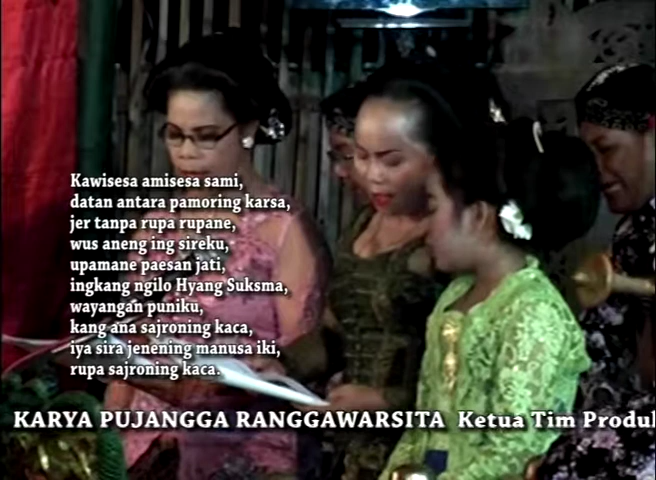 Kawisesa amisesa sami,
datan antara pamoring karsa,
jer tanpa rupa rupane,
wus aneng ing sireku,
upamane paesan jati,
ingkang ngilo Hyang Suksma,
wayangan puniku,
kang ana sajroning kaca,
iya sira jenening manusa iki,
rupa sajroning kaca.
KARYA PUJANGGA RANGGAWARSITA Ketua Tim Produk